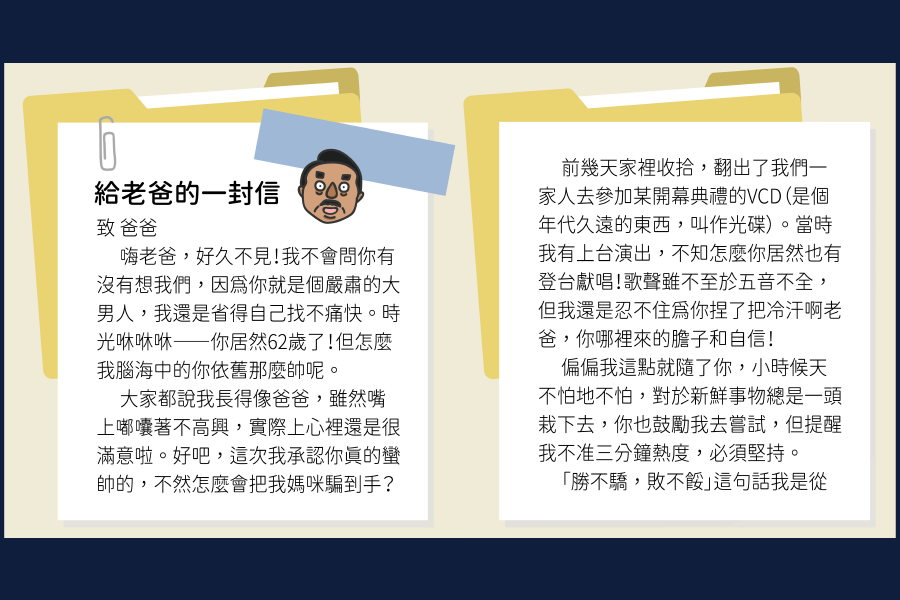 給老爸的一封信
致 爸爸
嗨老爸，好久不見！我不會問你有
沒有想我們，因為你就是個嚴肅的大
男人，我還是省得自己找不痛快。時
光咻咻咻——你居然62歲了！但怎麼
我腦海中的你依舊那麼帥呢。
大家都說我長得像爸爸，雖然嘴
上嘟囔著不高興，實際上心裡還是很
滿意啦。好吧，這次我承認你真的蠻
帥的，不然怎麼會把我媽咪騙到手？
前幾天家裡收拾，翻出了我們一
家人去參加某開幕典禮的VCD（是個
年代久遠的東西，叫作光碟）。當時
我有上台演出，不知怎麼你居然也有
登台獻唱！歌聲雖不至於五音不全，
但我還是忍不住為你捏了把冷汗啊老
爸，你哪裡來的膽子和自信！
偏偏我這點就隨了你，小時候天
不怕地不怕，對於新鮮事物總是一頭
栽下去，你也鼓勵我去嘗試，但提醒
我不准三分鐘熱度，必須堅持。
「勝不驕，敗不餒」這句話我是從